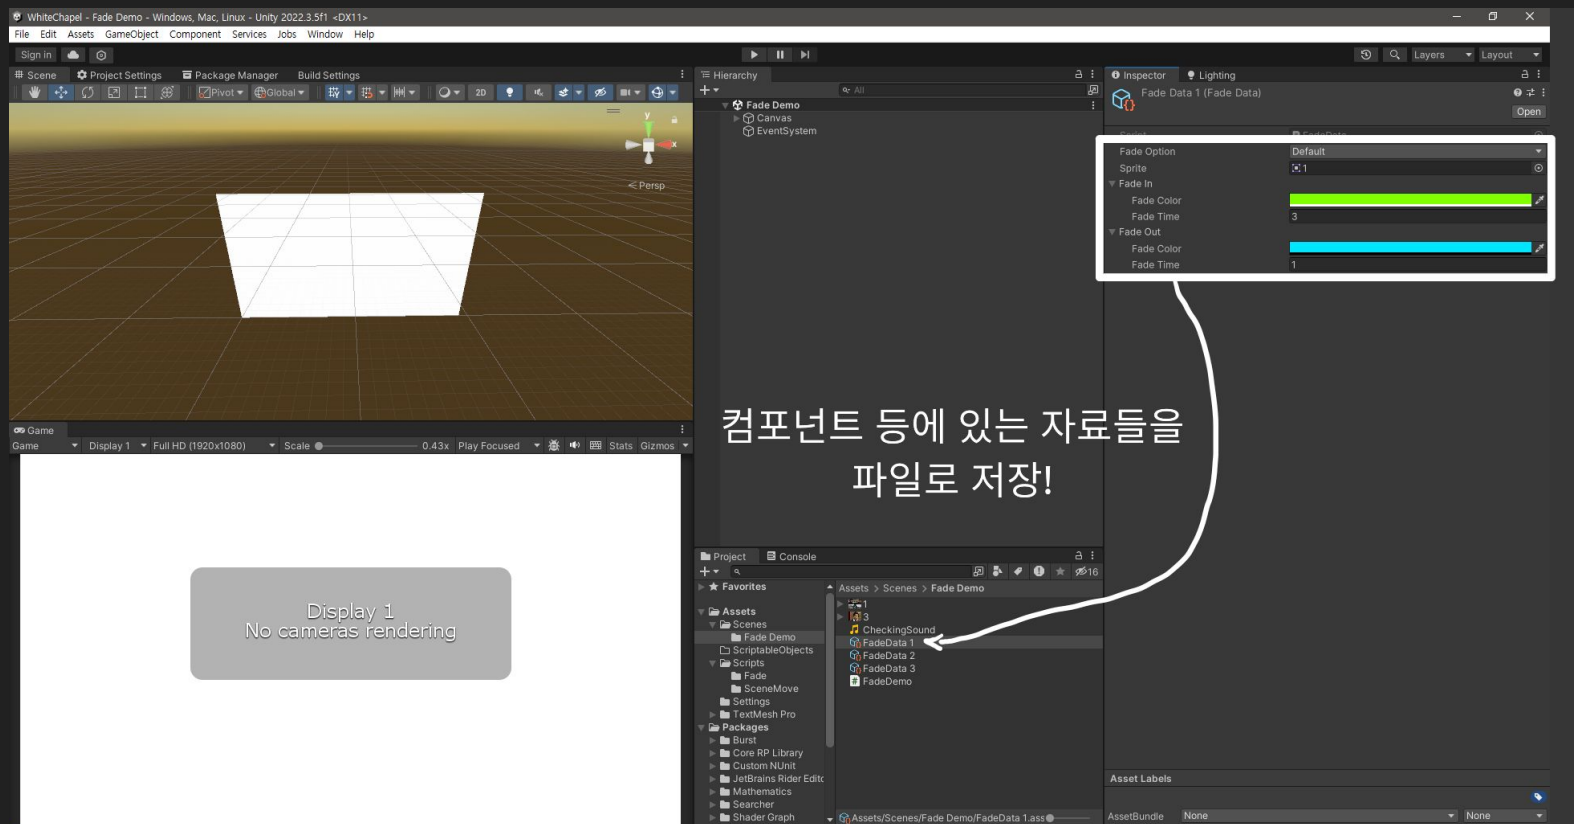 WhiteChapel - Fade Demo - Windows, Mac, Linux - Unity 2022.3.5f1 <DX11>
File Edit Assets GameObject Component Services Jobs Window Help
Sign in
Layers Layout
Scene Project Settings Package Manager Build Settings
Pivot Global 2D
y
x
Persp
Game
Game Display 1 Full HD (1920x1080) Scale 0.43x Play Focused Stats Gizmos
Display 1
No cameras rendering
Hierarchy
All
Fade Demo
Canvas
EventSystem
컴포넌트 등에 있는 자료들을
파일로 저장!
Project Console
16
Favorites
Assets
Scenes
Fade Demo
ScriptableObjects
Scripts
Fade
SceneMove
Settings
TextMesh Pro
Packages
Burst
Core RP Library
Custom NUnit
JetBrains Rider Edito
Mathematics
Searcher
Shader Graph
Assets > Scenes > Fade Demo
1
3
CheckingSound
FadeData 1
FadeData 2
FadeData 3
FadeDemo
Assets/Scenes/Fade Demo/FadeData 1.ass
Inspector Lighting
Fade Data 1 (Fade Data)
Open
Script FadeData
Fade Option Default
Sprite 1
Fade In
Fade Color
Fade Time 3
Fade Out
Fade Color
Fade Time 1
Asset Labels
AssetBundle None None